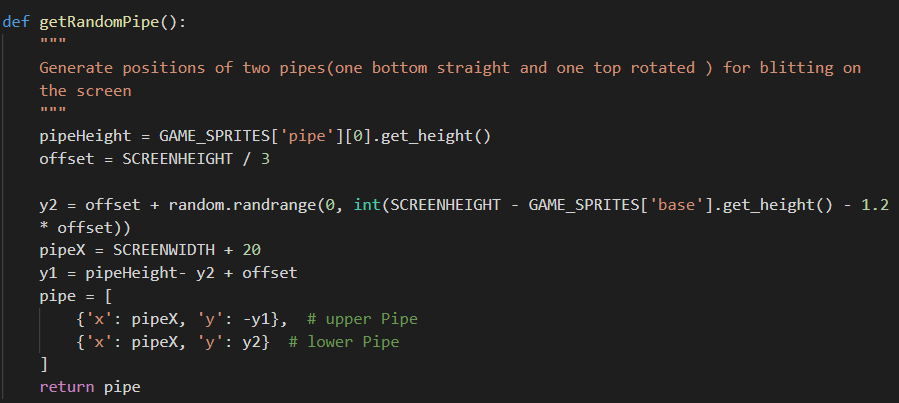 def getRandomPipe():
    """
    Generate positions of two pipes(one bottom straight and one top rotated ) for blitting on
    the screen
    """
    pipeHeight = GAME_SPRITES['pipe'][0].get_height()
    offset = SCREENHEIGHT / 3

    y2 = offset + random.randrange(0, int(SCREENHEIGHT - GAME_SPRITES['base'].get_height() - 1.2
    * offset))
    pipeX = SCREENWIDTH + 20
    y1 = pipeHeight- y2 + offset
    pipe = [
        {'x': pipeX, 'y': -y1},  # upper Pipe
        {'x': pipeX, 'y': y2}  # lower Pipe
    ]
    return pipe